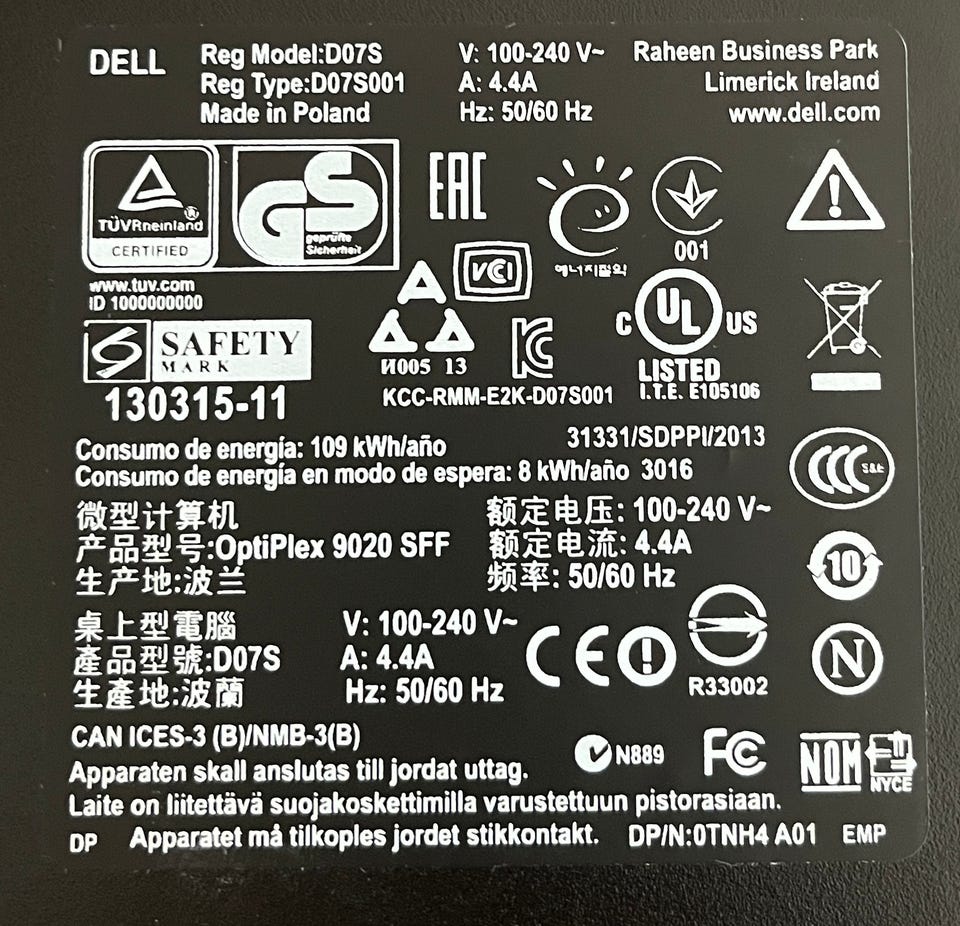 DELL
Reg Model:D07S
Reg Type:D07S001
Made in Poland
V: 100-240 V~
A: 4.4A
Hz: 50/60 Hz
Raheen Business Park
Limerick Ireland
www.dell.com
TÜVRheinland®
CERTIFIED
GS
geprüfte
Sicherheit
www.tuv.com
ID 1000000000
EAC
VCI
에너지절약
001
И005 13
KC
KCC-RMM-E2K-D07S001
C UL US
LISTED
I.T.E. E105106
S SAFETY
MARK
130315-11
Consumo de energía: 109 kWh/año
31331/SDPPI/2013
Consumo de energía en modo de espera: 8 kWh/año 3016
CCC S&E
微型计算机
产品型号:OptiPlex 9020 SFF
生产地:波兰
额定电压: 100-240 V~
额定电流: 4.4A
频率: 50/60 Hz
10
桌上型電腦
產品型號:D07S
生產地:波蘭
V: 100-240 V~
A: 4.4A
Hz: 50/60 Hz
CE
R33002
N
CAN ICES-3 (B)/NMB-3(B)
N889
FC
NOM
NYCE
Apparaten skall anslutas till jordat uttag.
Laite on liitettävä suojakoskettimilla varustettuun pistorasiaan.
DP
Apparatet må tilkoples jordet stikkontakt.
DP/N:0TNH4 A01
EMP